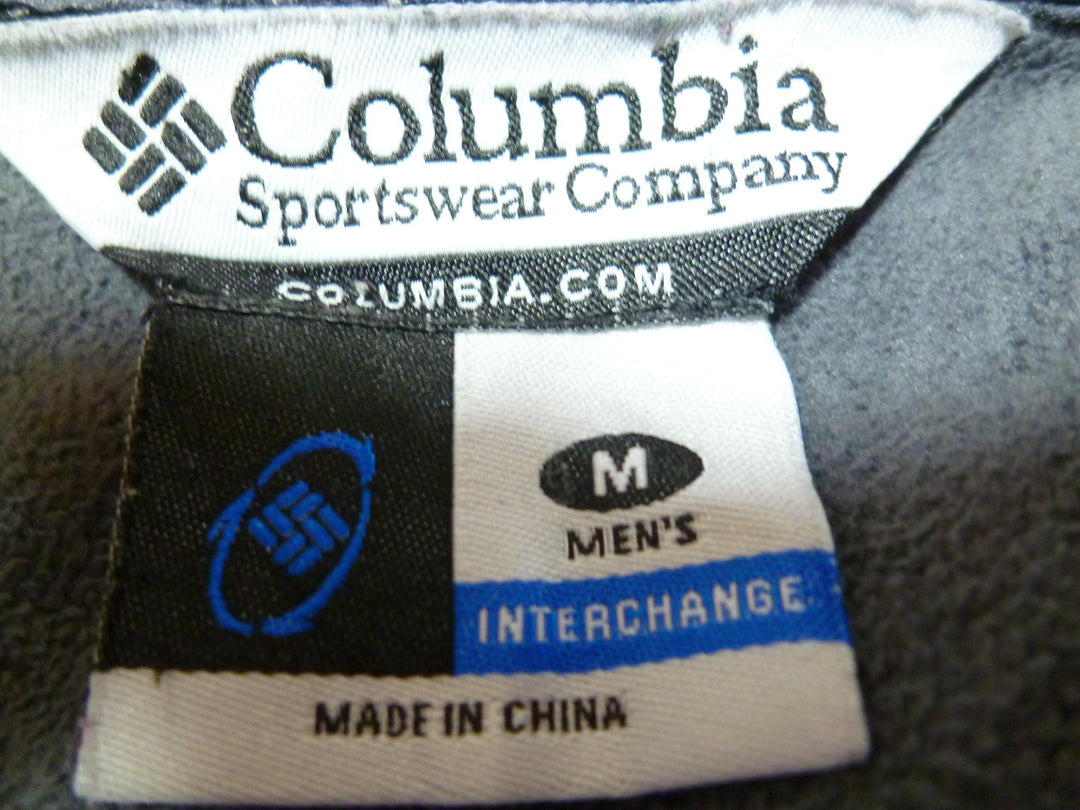 Columbia
Sportswear Company
COLUMBIA.COM
M
MEN'S
INTERCHANGE
MADE IN CHINA